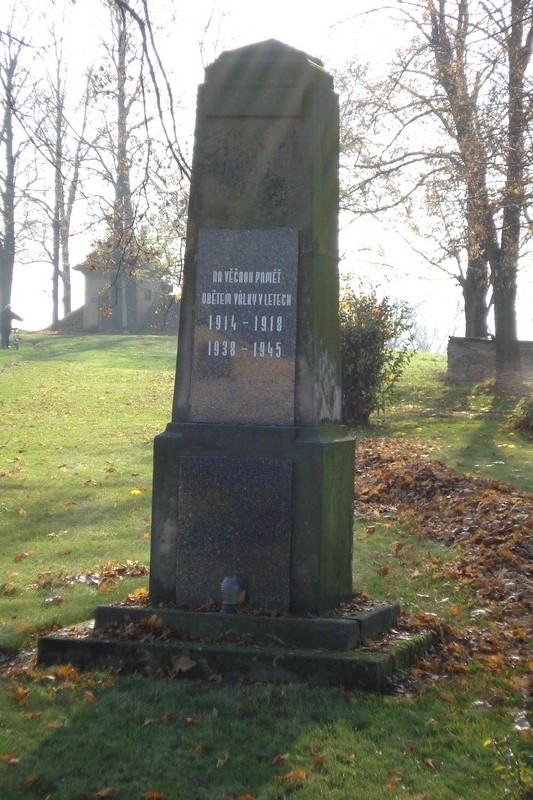 NA VĚČNOU PAMĚŤ
OBĚTEM VÁLKY V LETECH
1914 - 1918
1938 - 1945